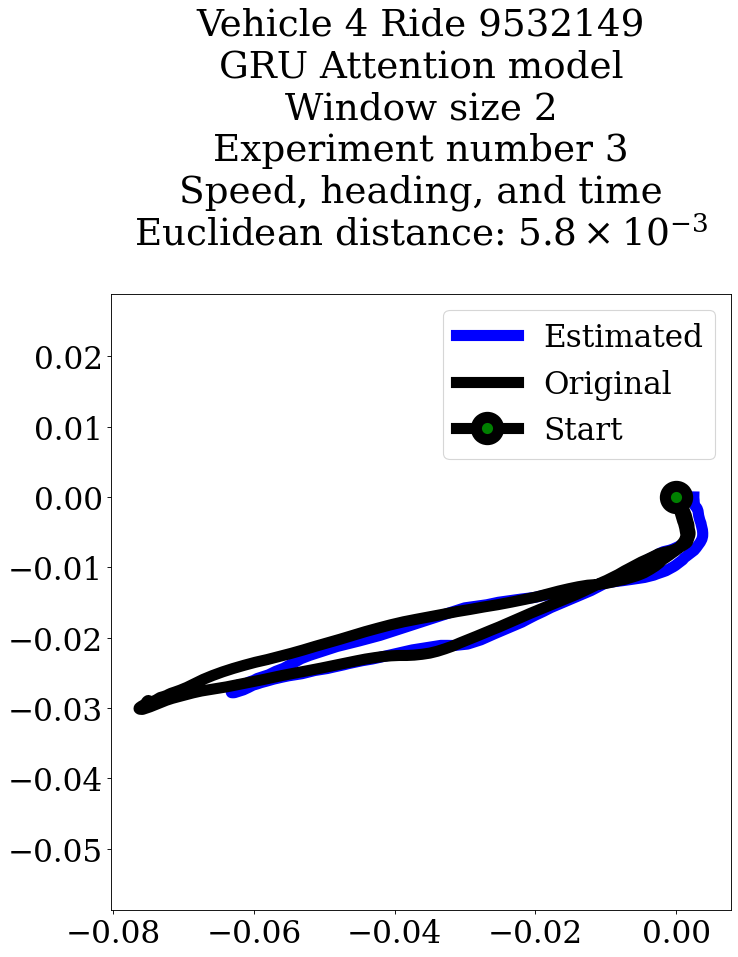 Vehicle 4 Ride 9532149
GRU Attention model
Window size 2
Experiment number 3
Speed, heading, and time
Euclidean distance: 5.8 × 10⁻³
Estimated
Original
Start
0.02
0.01
0.00
−0.01
−0.02
−0.03
−0.04
−0.05
−0.08 −0.06 −0.04 −0.02 0.00